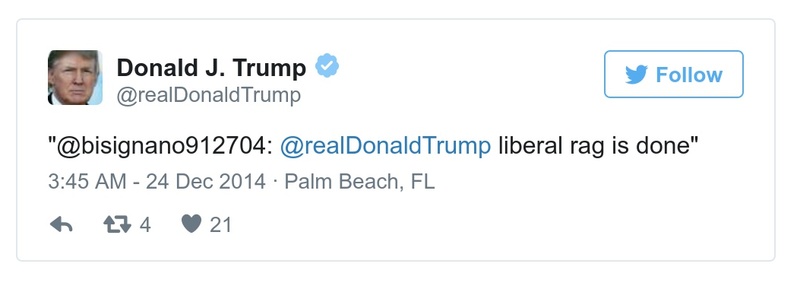 Donald J. Trump
Follow
@realDonaldTrump
"@bisignano912704: @realDonaldTrump liberal rag is done"
3:45 AM - 24 Dec 2014 · Palm Beach, FL
4 21